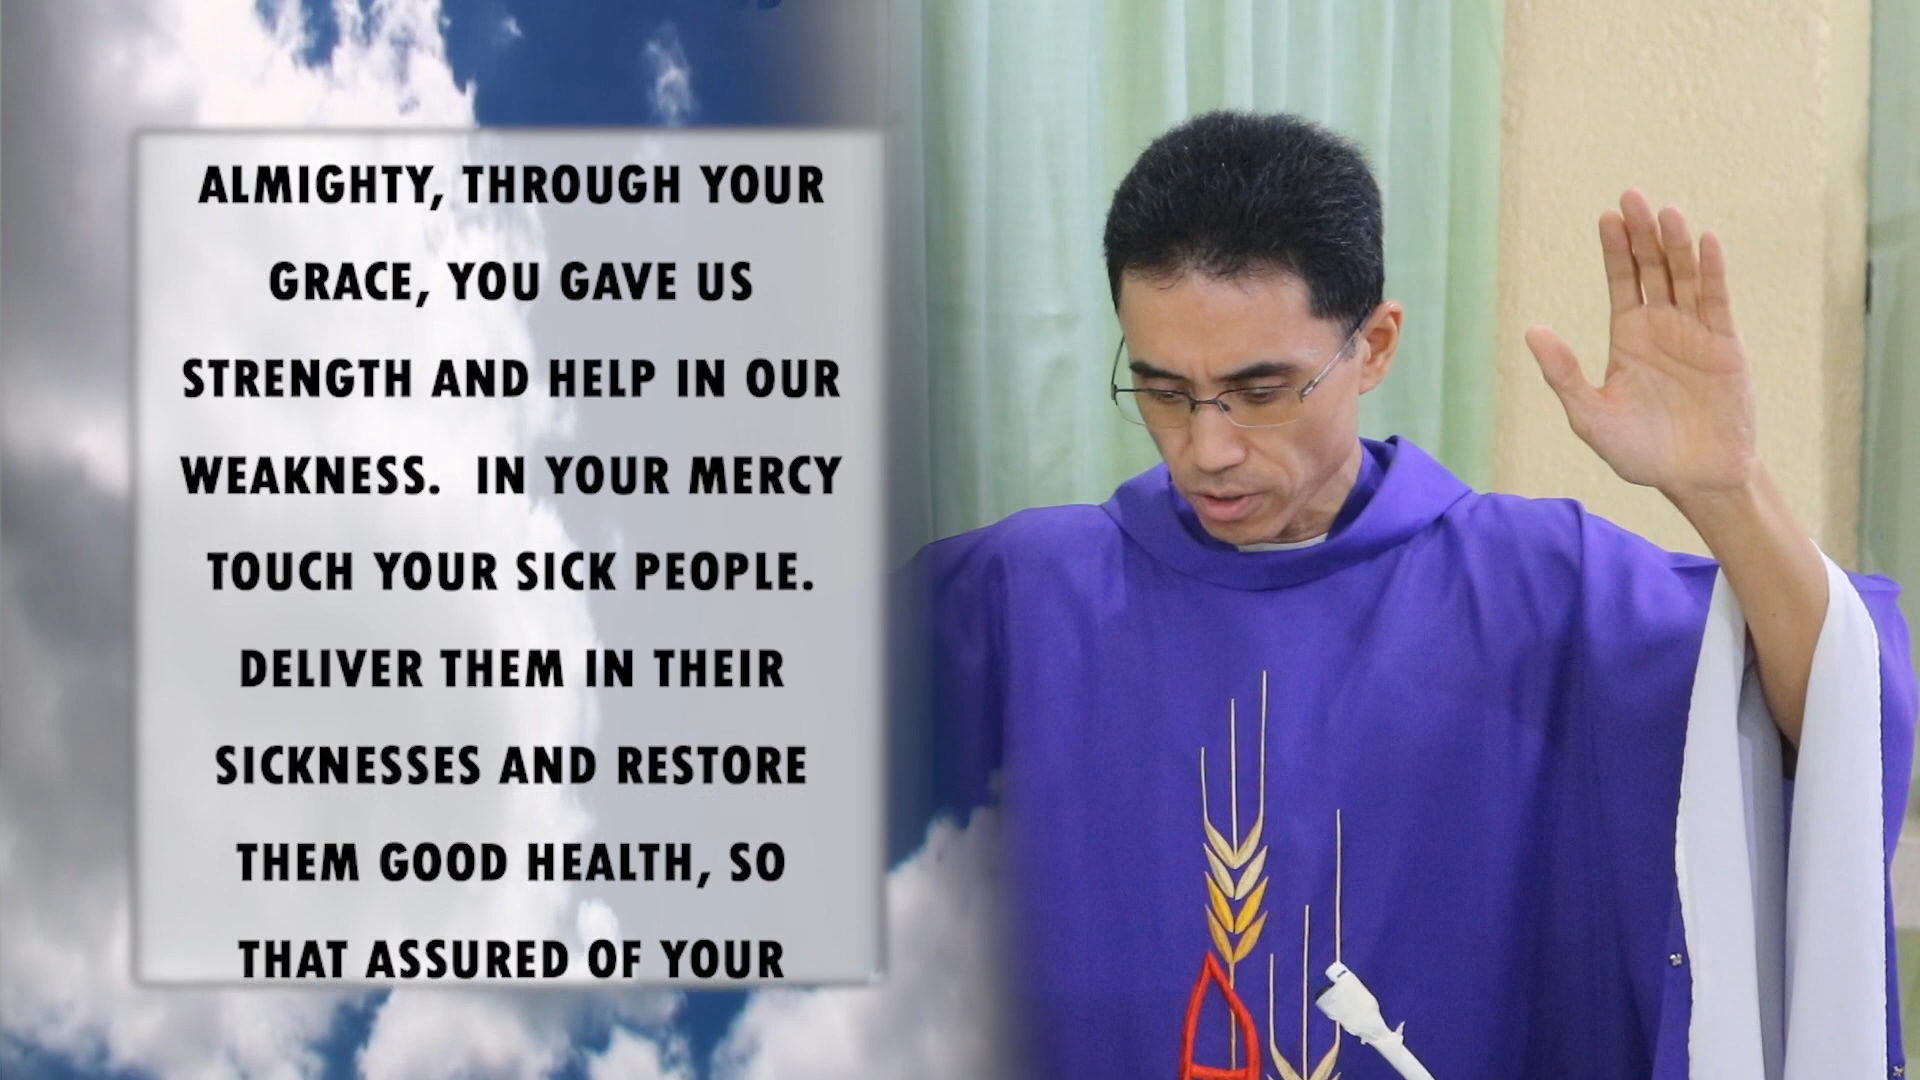 ALMIGHTY, THROUGH YOUR
GRACE, YOU GAVE US
STRENGTH AND HELP IN OUR
WEAKNESS.  IN YOUR MERCY
TOUCH YOUR SICK PEOPLE.
DELIVER THEM IN THEIR
SICKNESSES AND RESTORE
THEM GOOD HEALTH, SO
THAT ASSURED OF YOUR